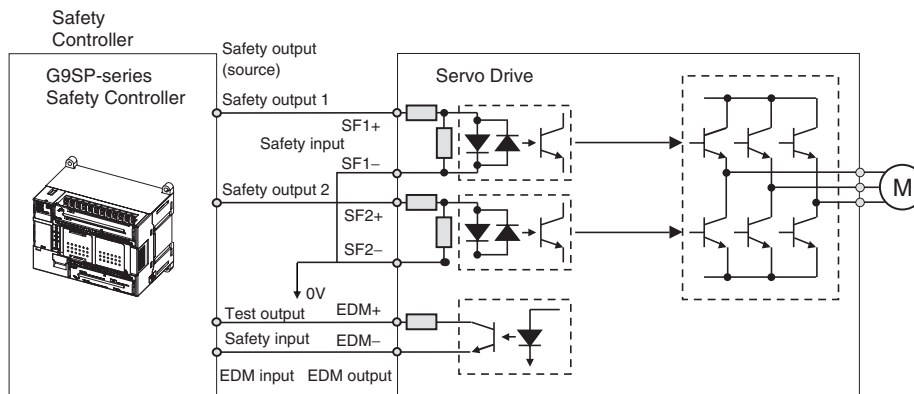 Safety
Controller
G9SP-series
Safety Controller
Safety output
(source)
Servo Drive
Safety output 1
SF1+
Safety input
SF1−
Safety output 2
SF2+
SF2−
0V
M
Test output
EDM+
Safety input
EDM−
EDM input
EDM output